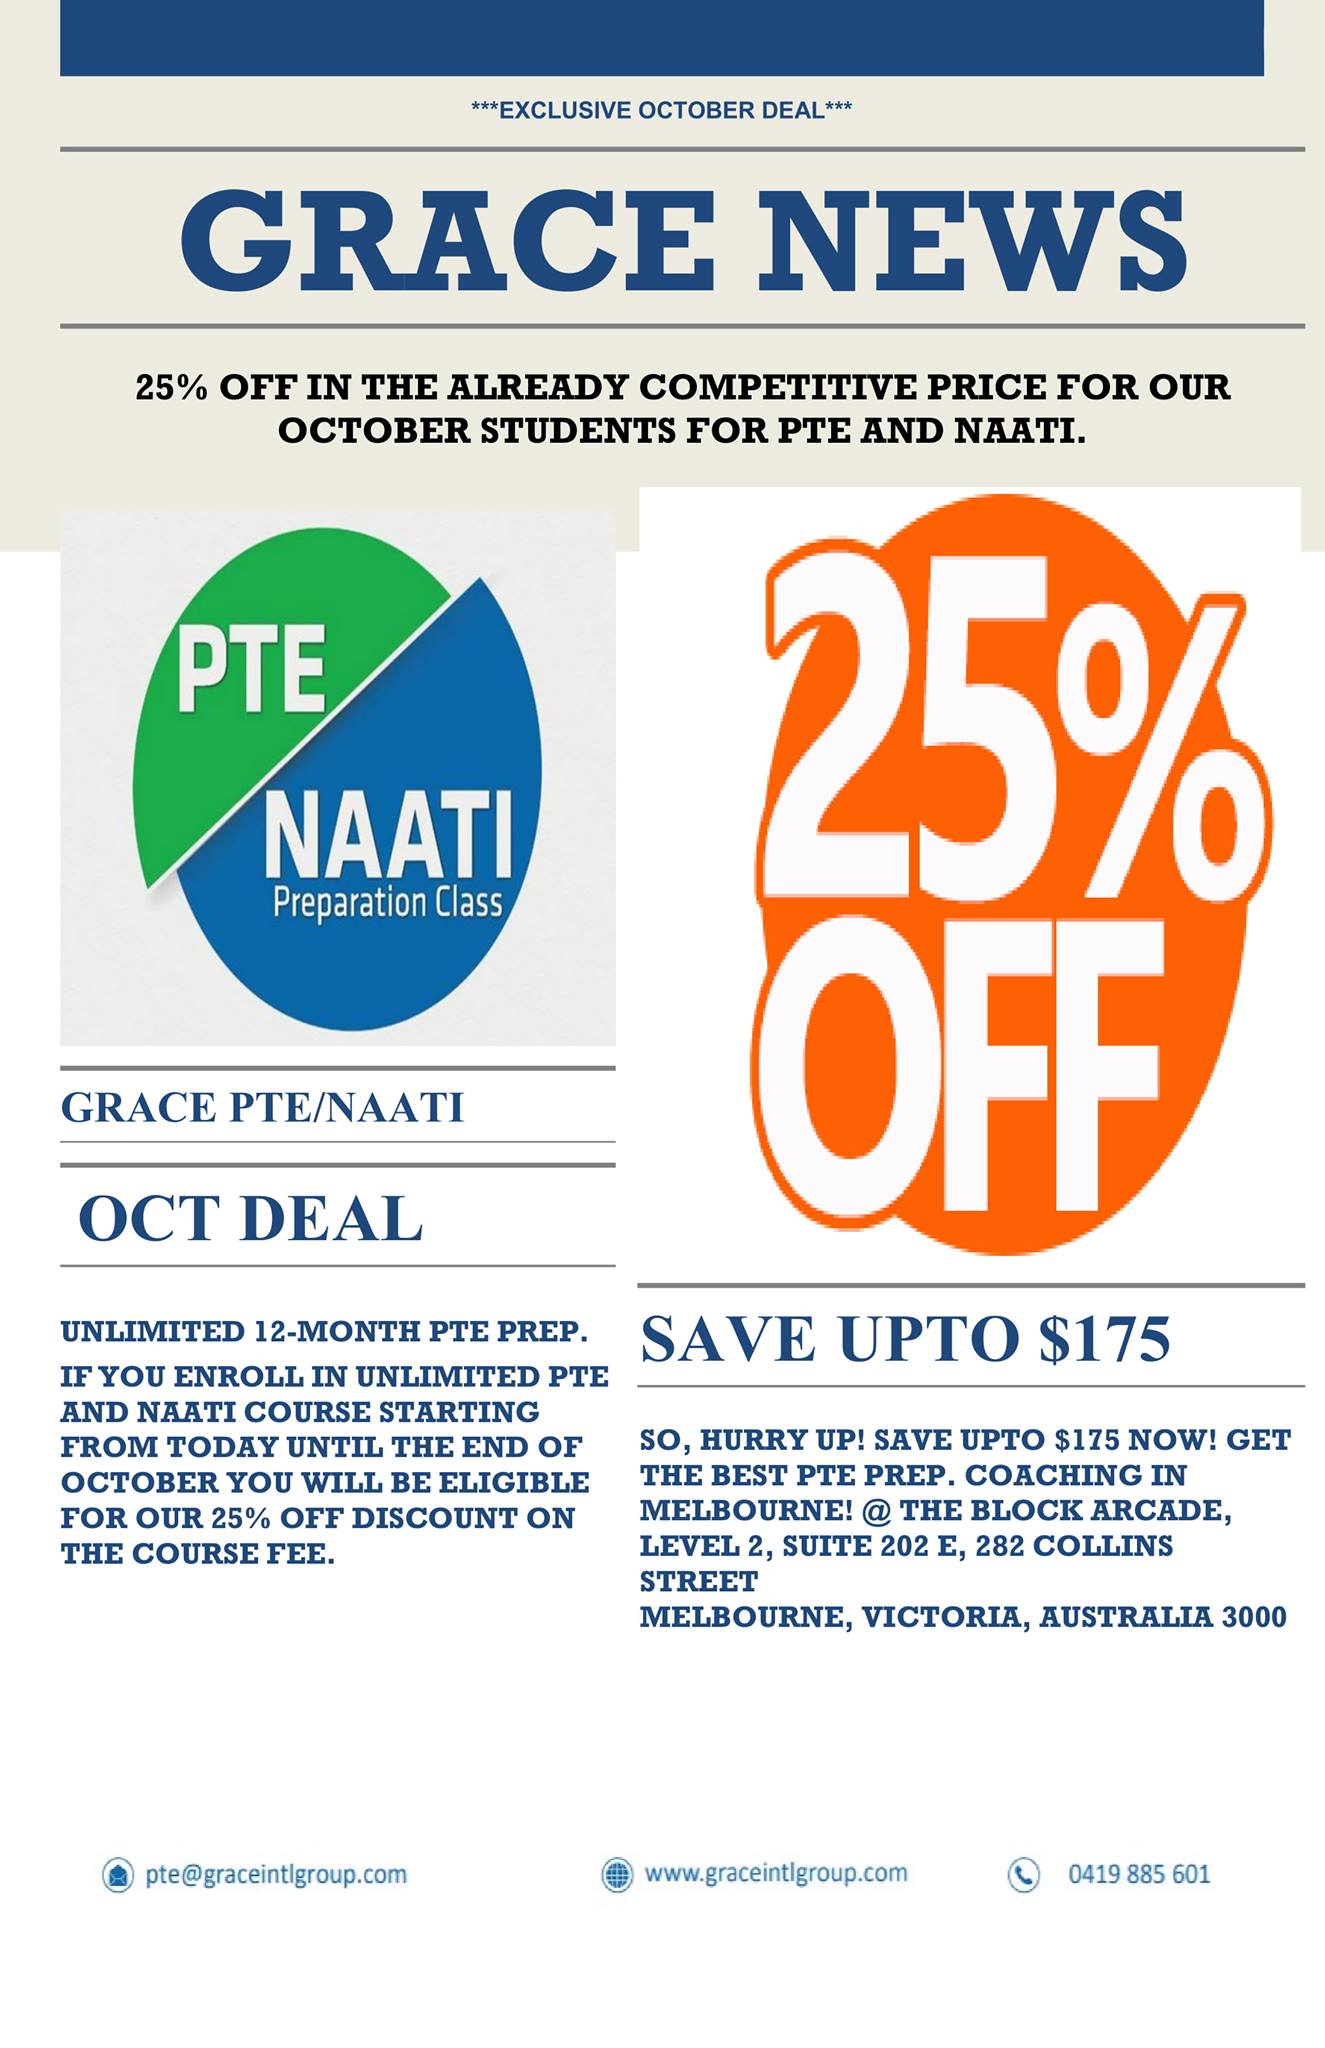 ***EXCLUSIVE OCTOBER DEAL***
GRACE NEWS
25% OFF IN THE ALREADY COMPETITIVE PRICE FOR OUR
OCTOBER STUDENTS FOR PTE AND NAATI.
PTE
NAATI
Preparation Class
25%
OFF
GRACE PTE/NAATI
OCT DEAL
UNLIMITED 12-MONTH PTE PREP.
IF YOU ENROLL IN UNLIMITED PTE
AND NAATI COURSE STARTING
FROM TODAY UNTIL THE END OF
OCTOBER YOU WILL BE ELIGIBLE
FOR OUR 25% OFF DISCOUNT ON
THE COURSE FEE.
SAVE UPTO $175
SO, HURRY UP! SAVE UPTO $175 NOW! GET
THE BEST PTE PREP. COACHING IN
MELBOURNE! @ THE BLOCK ARCADE,
LEVEL 2, SUITE 202 E, 282 COLLINS
STREET
MELBOURNE, VICTORIA, AUSTRALIA 3000
pte@graceintlgroup.com
www.graceintlgroup.com
0419 885 601